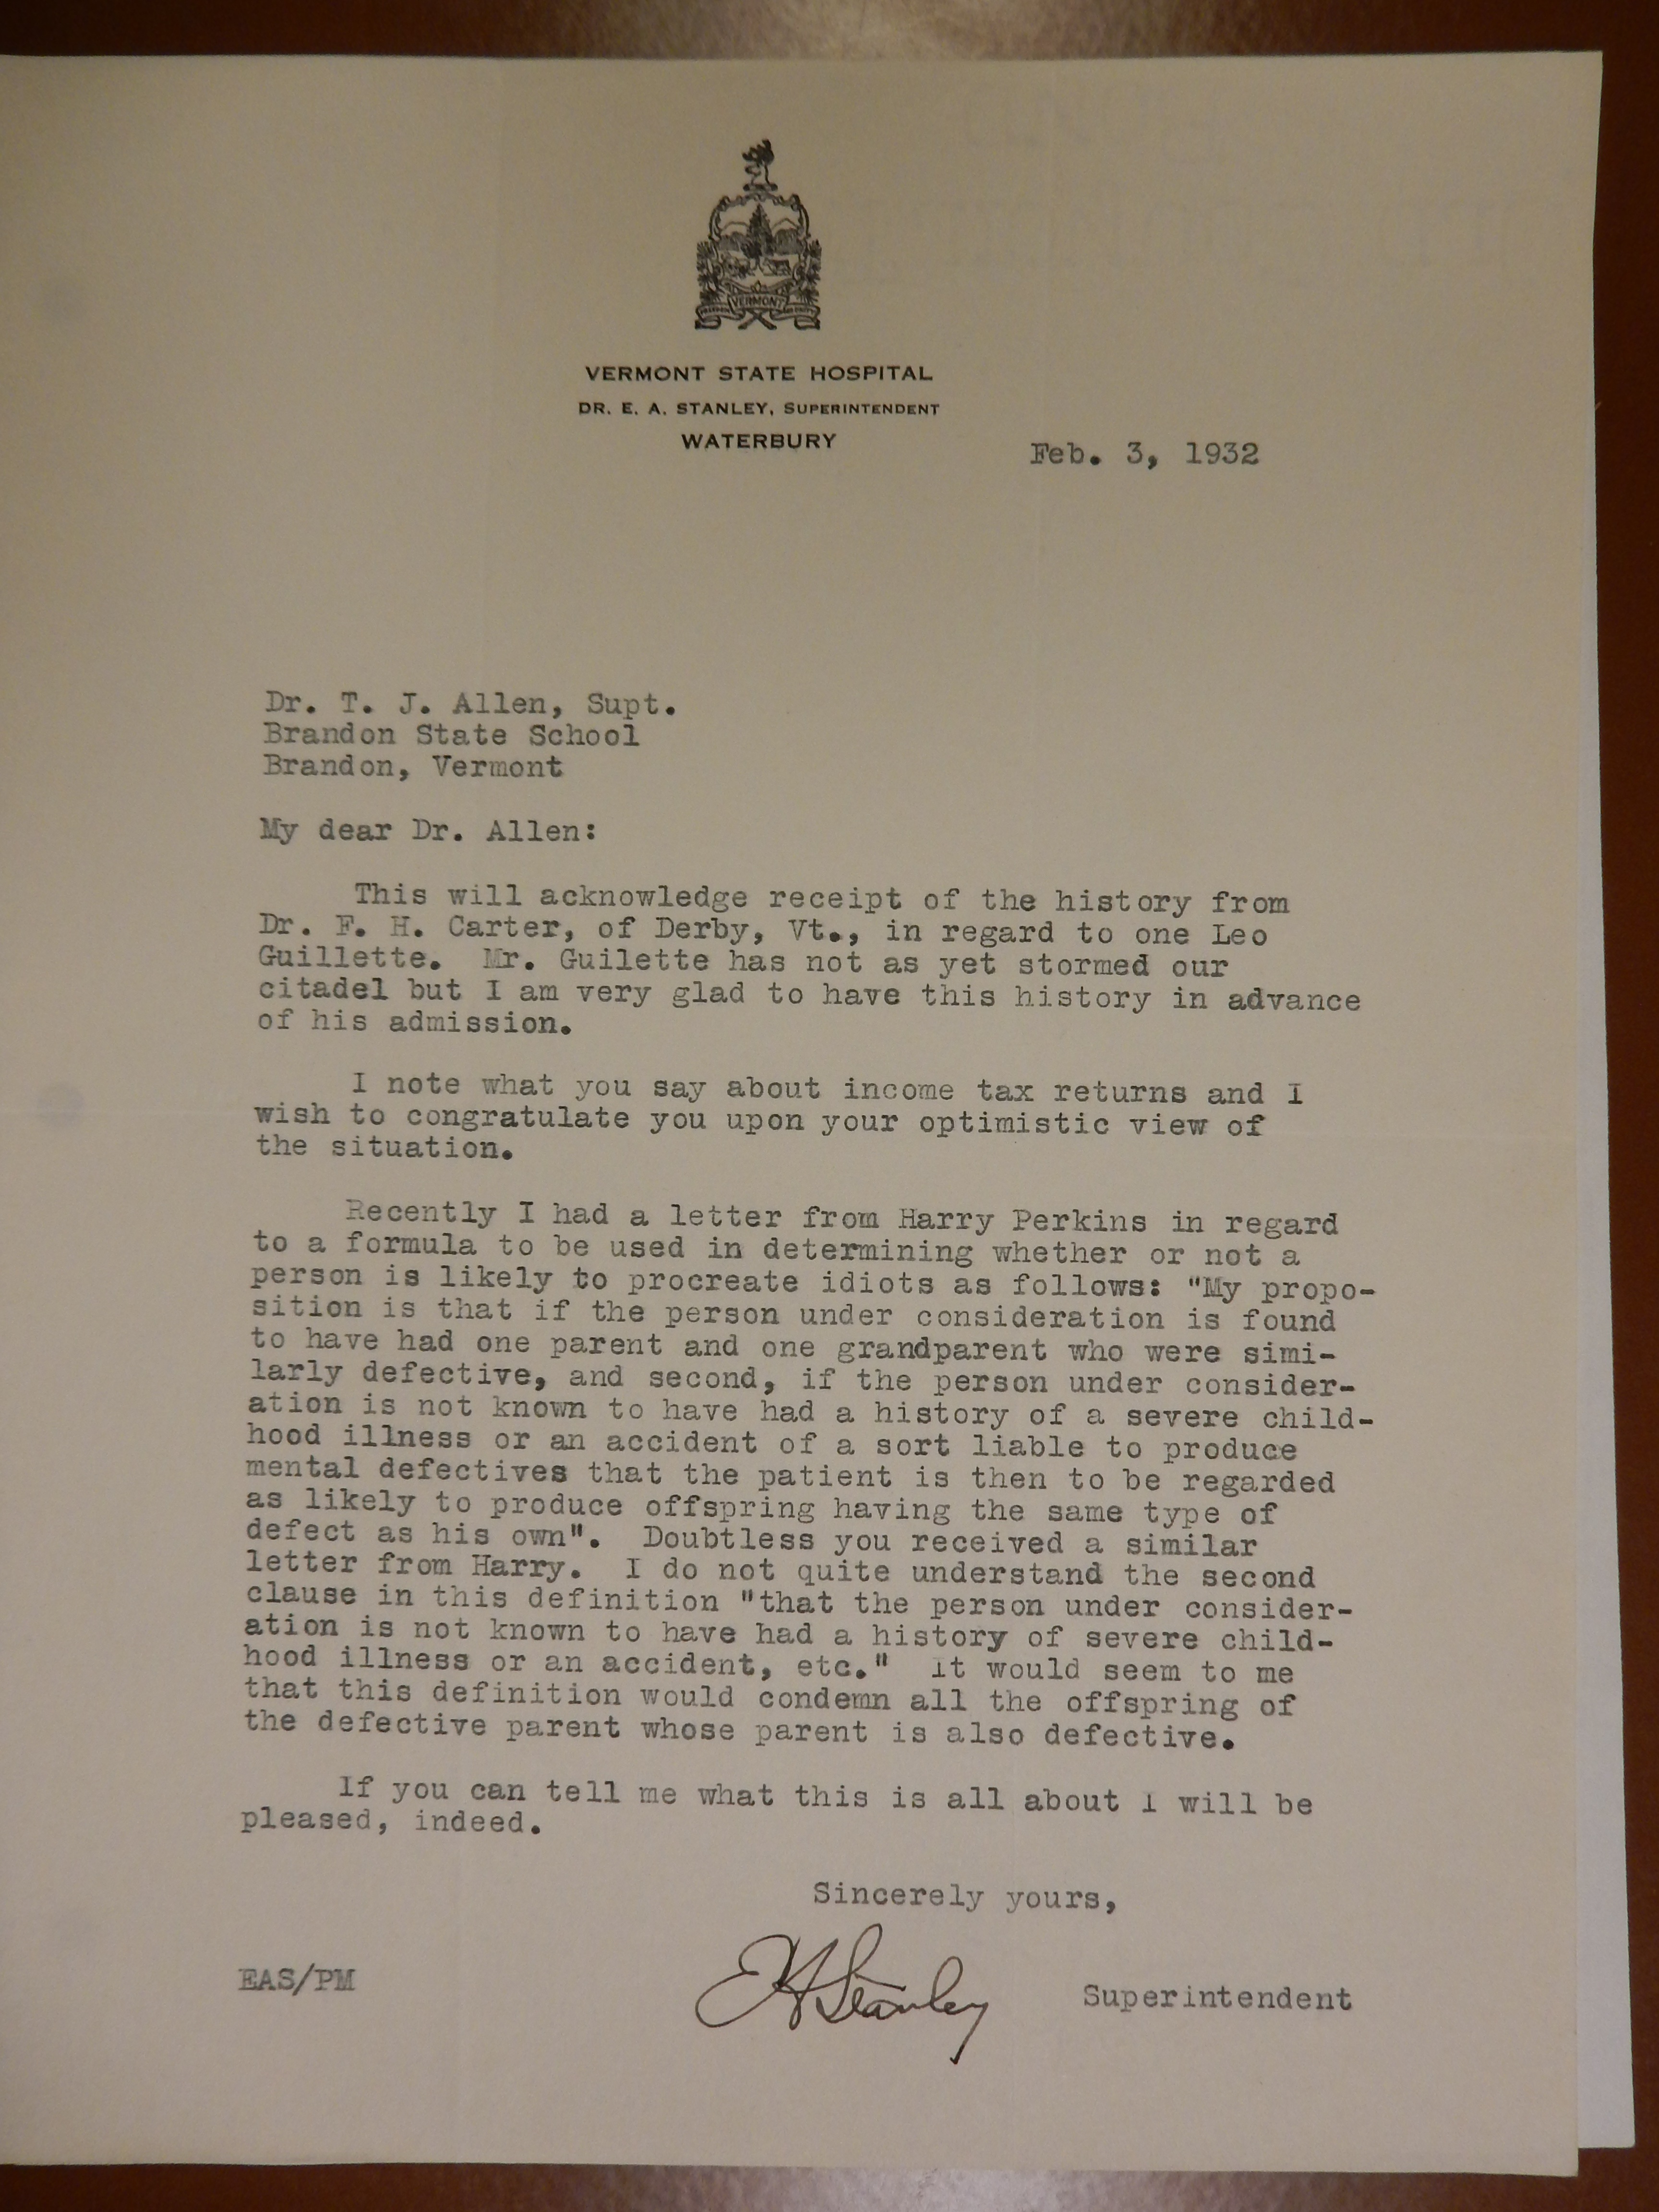 VERMONT
VERMONT STATE HOSPITAL
DR. E. A. STANLEY, SUPERINTENDENT
WATERBURY
Feb. 3, 1932
Dr. T. J. Allen, Supt.
Brandon State School
Brandon, Vermont
My dear Dr. Allen:
This will acknowledge receipt of the history from
Dr. F. H. Carter, of Derby, Vt., in regard to one Leo
Guillette. Mr. Guilette has not as yet stormed our
citadel but I am very glad to have this history in advance
of his admission.
I note what you say about income tax returns and I
wish to congratulate you upon your optimistic view of
the situation.
Recently I had a letter from Harry Perkins in regard
to a formula to be used in determining whether or not a
person is likely to procreate idiots as follows: "My propo-
sition is that if the person under consideration is found
to have had one parent and one grandparent who were simi-
larly defective, and second, if the person under consider-
ation is not known to have had a history of a severe child-
hood illness or an accident of a sort liable to produce
mental defectives that the patient is then to be regarded
as likely to produce offspring having the same type of
defect as his own". Doubtless you received a similar
letter from Harry. I do not quite understand the second
clause in this definition "that the person under consider-
ation is not known to have had a history of severe child-
hood illness or an accident, etc." It would seem to me
that this definition would condemn all the offspring of
the defective parent whose parent is also defective.
If you can tell me what this is all about I will be
pleased, indeed.
Sincerely yours,
EAS/PM
EAStanley
Superintendent